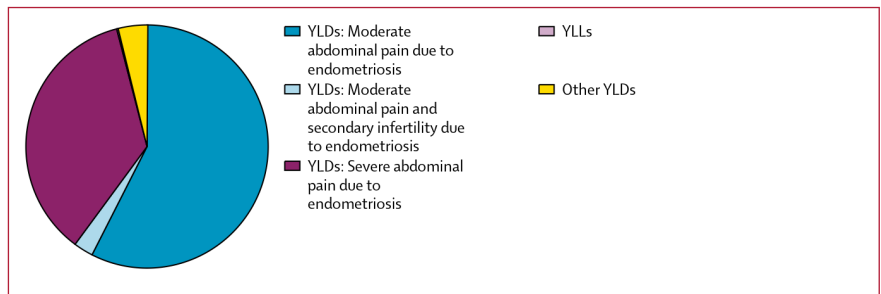 YLDs: Moderate
abdominal pain due to
endometriosis
YLDs: Moderate
abdominal pain and
secondary infertility due
to endometriosis
YLDs: Severe abdominal
pain due to
endometriosis
YLLs
Other YLDs